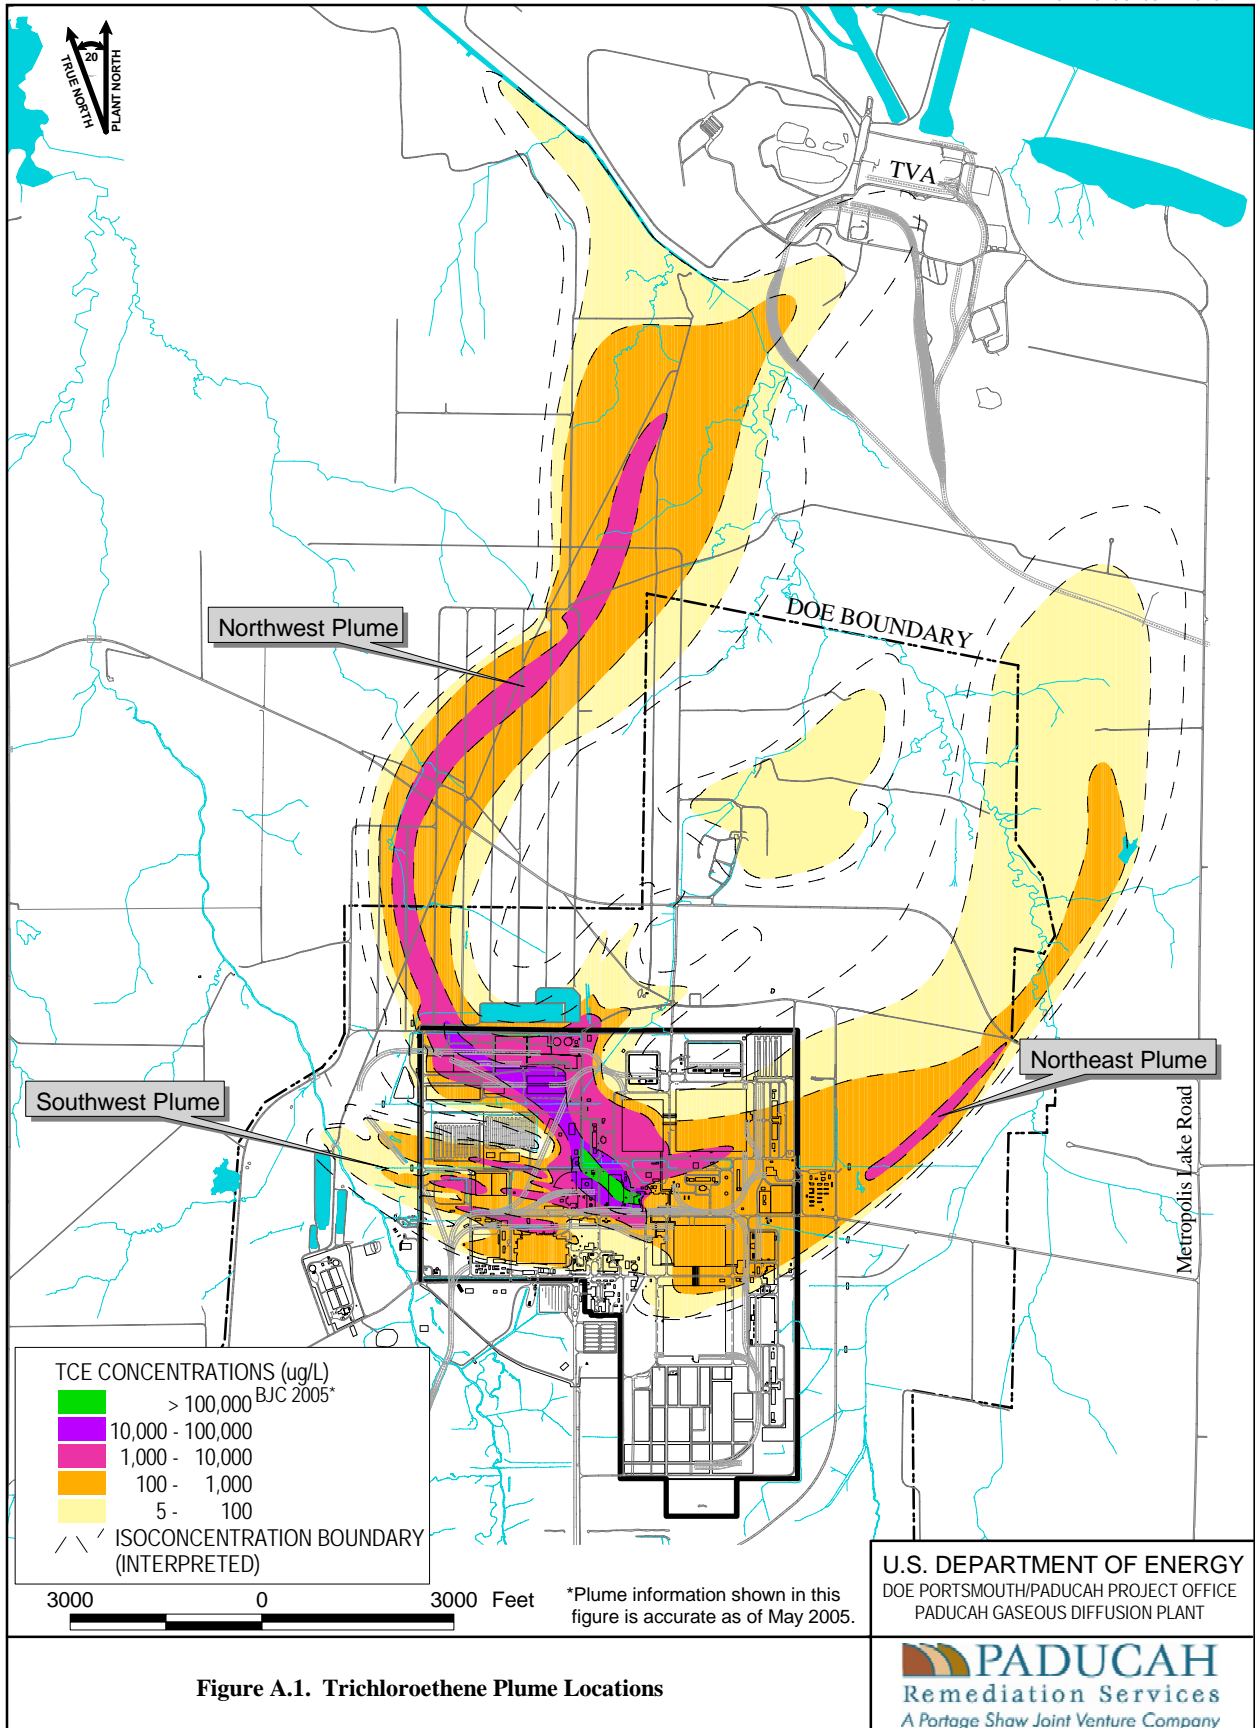 20
TRUE NORTH
PLANT NORTH
TVA
DOE BOUNDARY
Northwest Plume
Northeast Plume
Southwest Plume
Metropolis Lake Road
TCE CONCENTRATIONS (ug/L)
BJC 2005*
> 100,000
10,000 - 100,000
1,000 - 10,000
100 - 1,000
5 - 100
ISOCONCENTRATION BOUNDARY
(INTERPRETED)
3000 0 3000 Feet
*Plume information shown in this
figure is accurate as of May 2005.
U.S. DEPARTMENT OF ENERGY
DOE PORTSMOUTH/PADUCAH PROJECT OFFICE
PADUCAH GASEOUS DIFFUSION PLANT
Figure A.1. Trichloroethene Plume Locations
PADUCAH
Remediation Services
A Portage Shaw Joint Venture Company